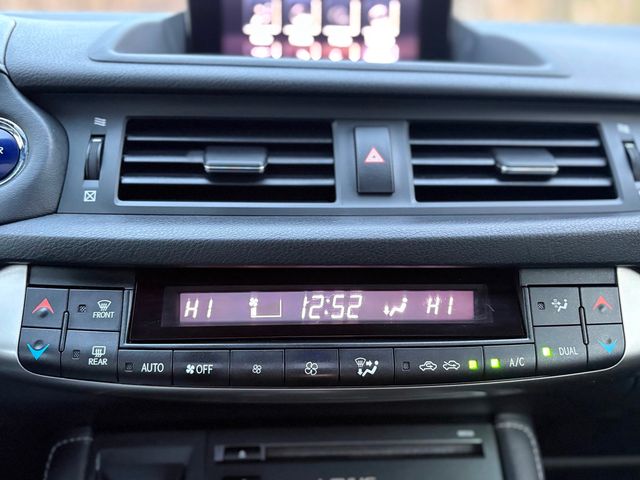 HI 12:52 HI
FRONT
REAR
AUTO OFF A/C DUAL